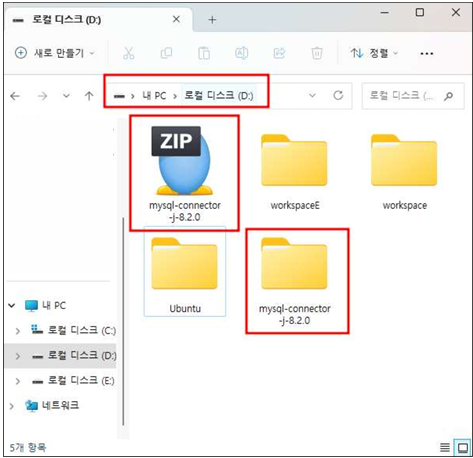 로컬 디스크 (D:)
새로 만들기
정렬
내 PC > 로컬 디스크 (D:)
로컬 디스크 (...
ZIP
mysql-connector
-j-8.2.0
workspaceE
workspace
Ubuntu
mysql-connector
-j-8.2.0
내 PC
로컬 디스크 (C:)
로컬 디스크 (D:)
로컬 디스크 (E:)
네트워크
5개 항목